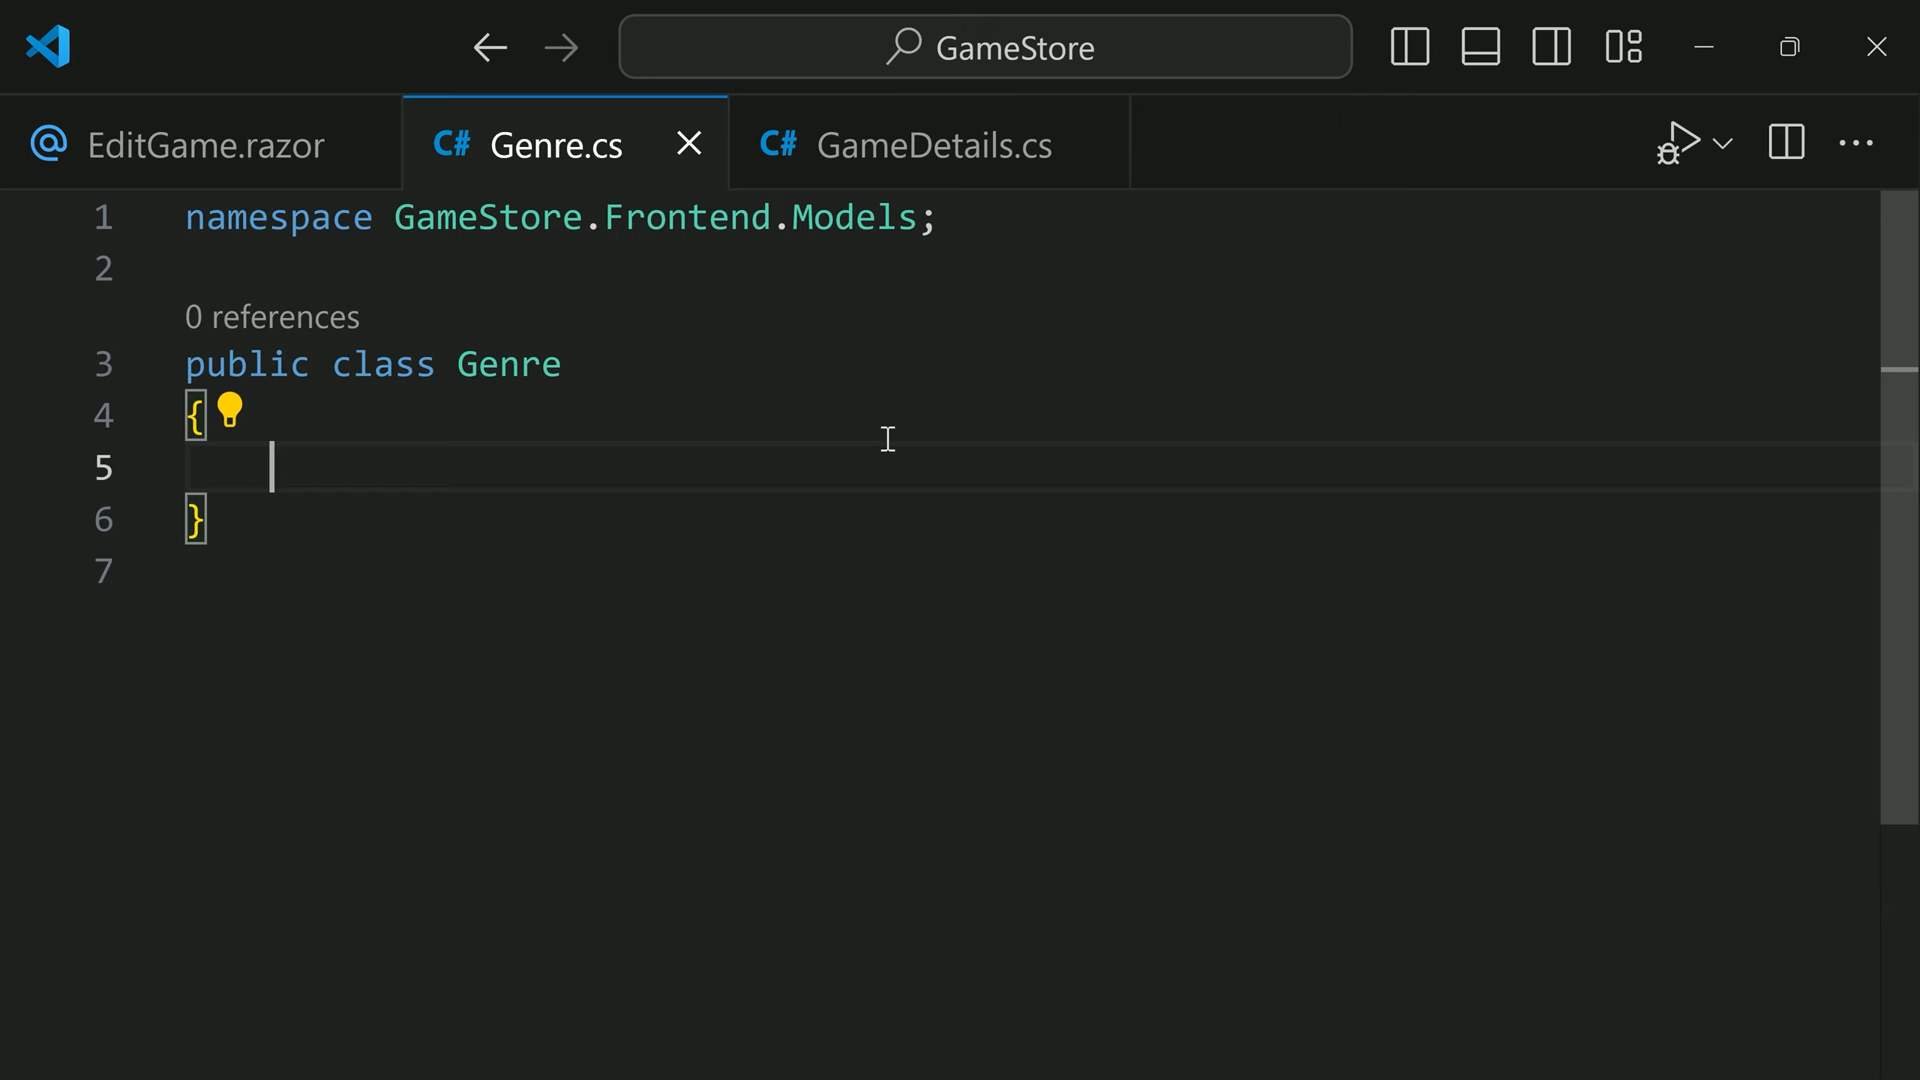 GameStore
@ EditGame.razor
C# Genre.cs
C# GameDetails.cs
1 namespace GameStore.Frontend.Models;
2
0 references
3 public class Genre
4 {
5
6 }
7